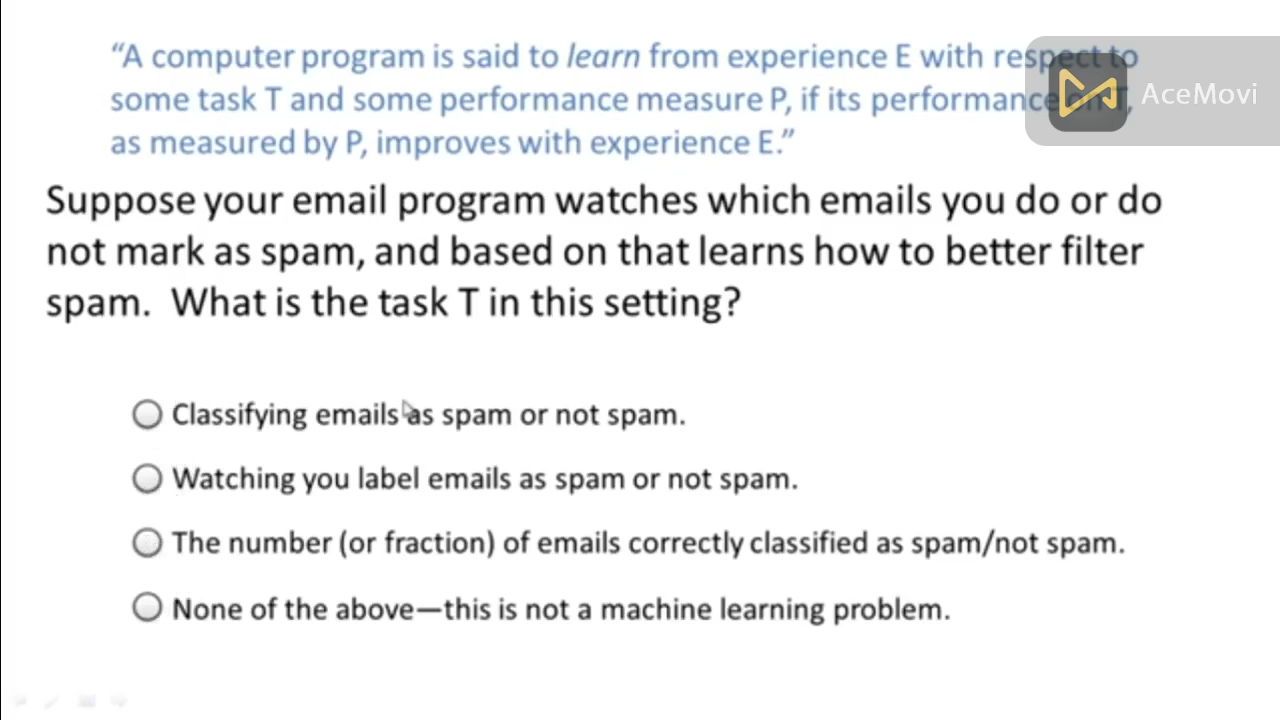 “A computer program is said to learn from experience E with respect to
some task T and some performance measure P, if its performance on T,
as measured by P, improves with experience E.”
AceMovi
Suppose your email program watches which emails you do or do
not mark as spam, and based on that learns how to better filter
spam. What is the task T in this setting?
Classifying emails as spam or not spam.
Watching you label emails as spam or not spam.
The number (or fraction) of emails correctly classified as spam/not spam.
None of the above—this is not a machine learning problem.